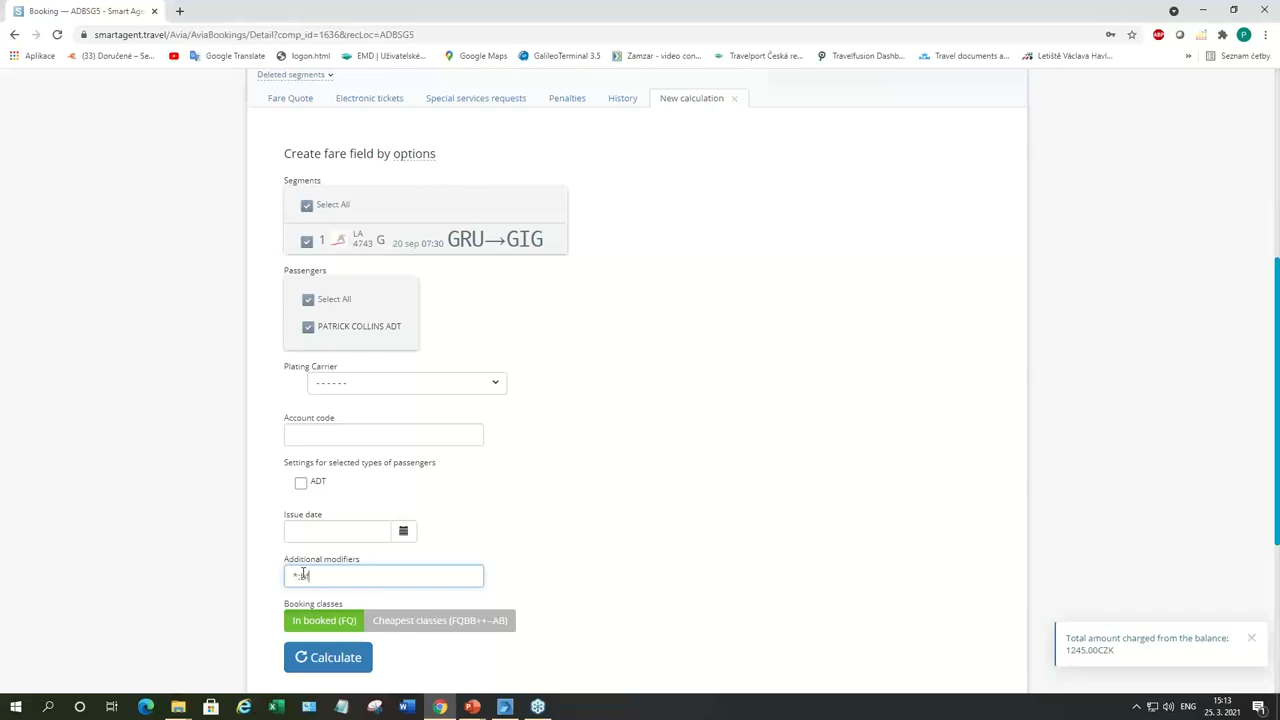 Booking — ADBSG5 - Smart Age
smartagent.travel/Avia/AviaBookings/Detail?comp_id=1636&recLoc=ADBSG5
Aplikace
(33) Doručené – Sp...
Google Translate
logon.html
EMD | Uživatelské...
Google Maps
GalileoTerminal 3.5
Zamzar - video con...
Travelport Česká re...
Travelfusion Dashb...
Travel documents a...
Letiště Václava Havl...
»
Seznam četby
Deleted segments
Fare Quote
Electronic tickets
Special services requests
Penalties
History
New calculation
Create fare field by options
Segments
Select All
1 LA 4743 G 20 sep 07:30 GRU→GIG
Passengers
Select All
PATRICK COLLINS ADT
Plating Carrier
------
Account code
Settings for selected types of passengers
ADT
Issue date
Additional modifiers
Booking classes
In booked (FQ)
Cheapest classes (FQBB++--AB)
Calculate
Total amount charged from the balance:
1245,00CZK
ENG
15:13
25. 3. 2021